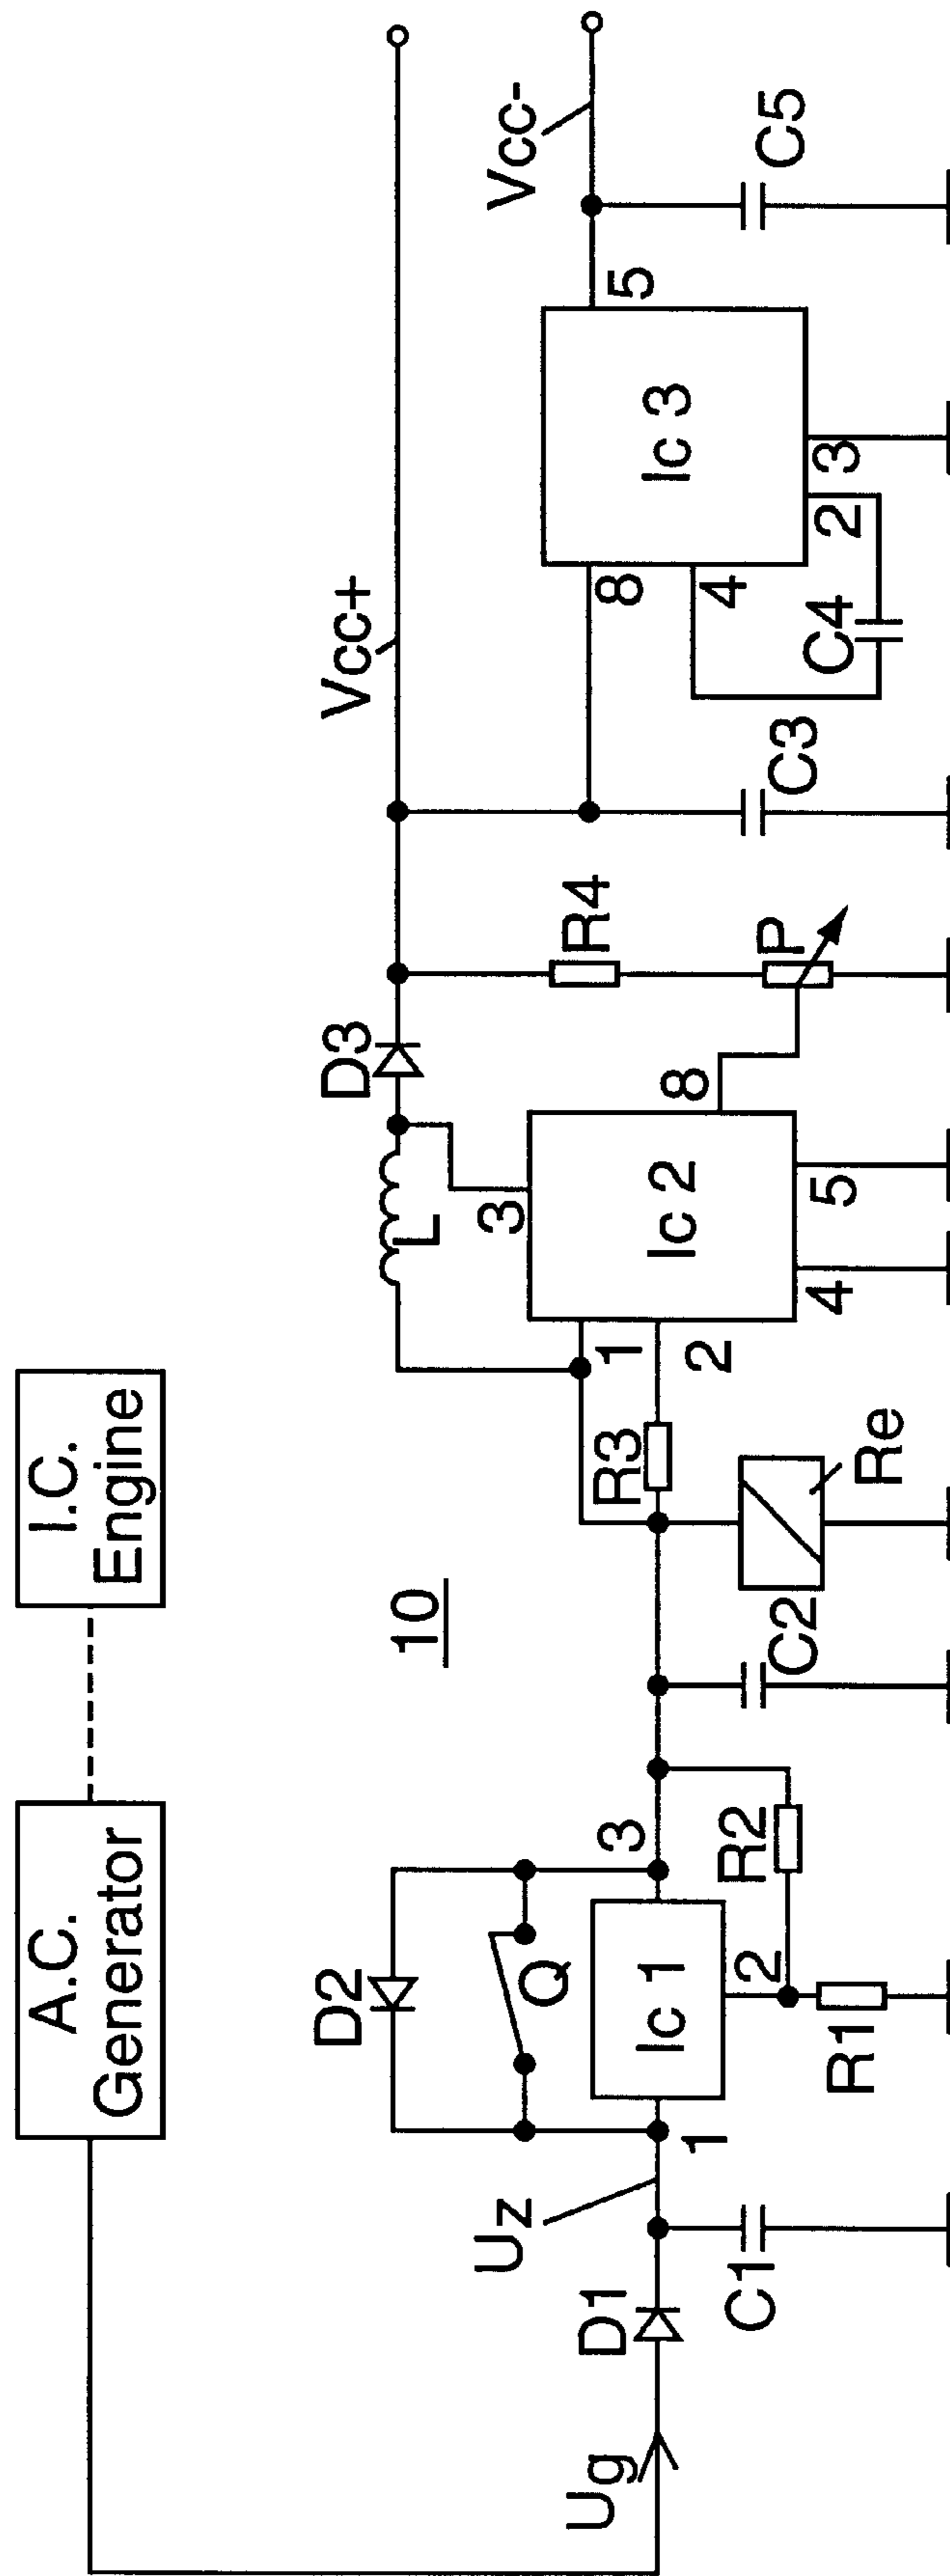 A.C.
Generator
I.C.
Engine
10
Ug
D1
Uz
C1
1
D2
Q
Ic 1
2
3
R1
R2
C2
Re
R3
1
2
L
3
Ic 2
4
5
8
D3
R4
P
Vcc+
C3
8
4
C4
2
3
Ic 3
5
Vcc-
C5